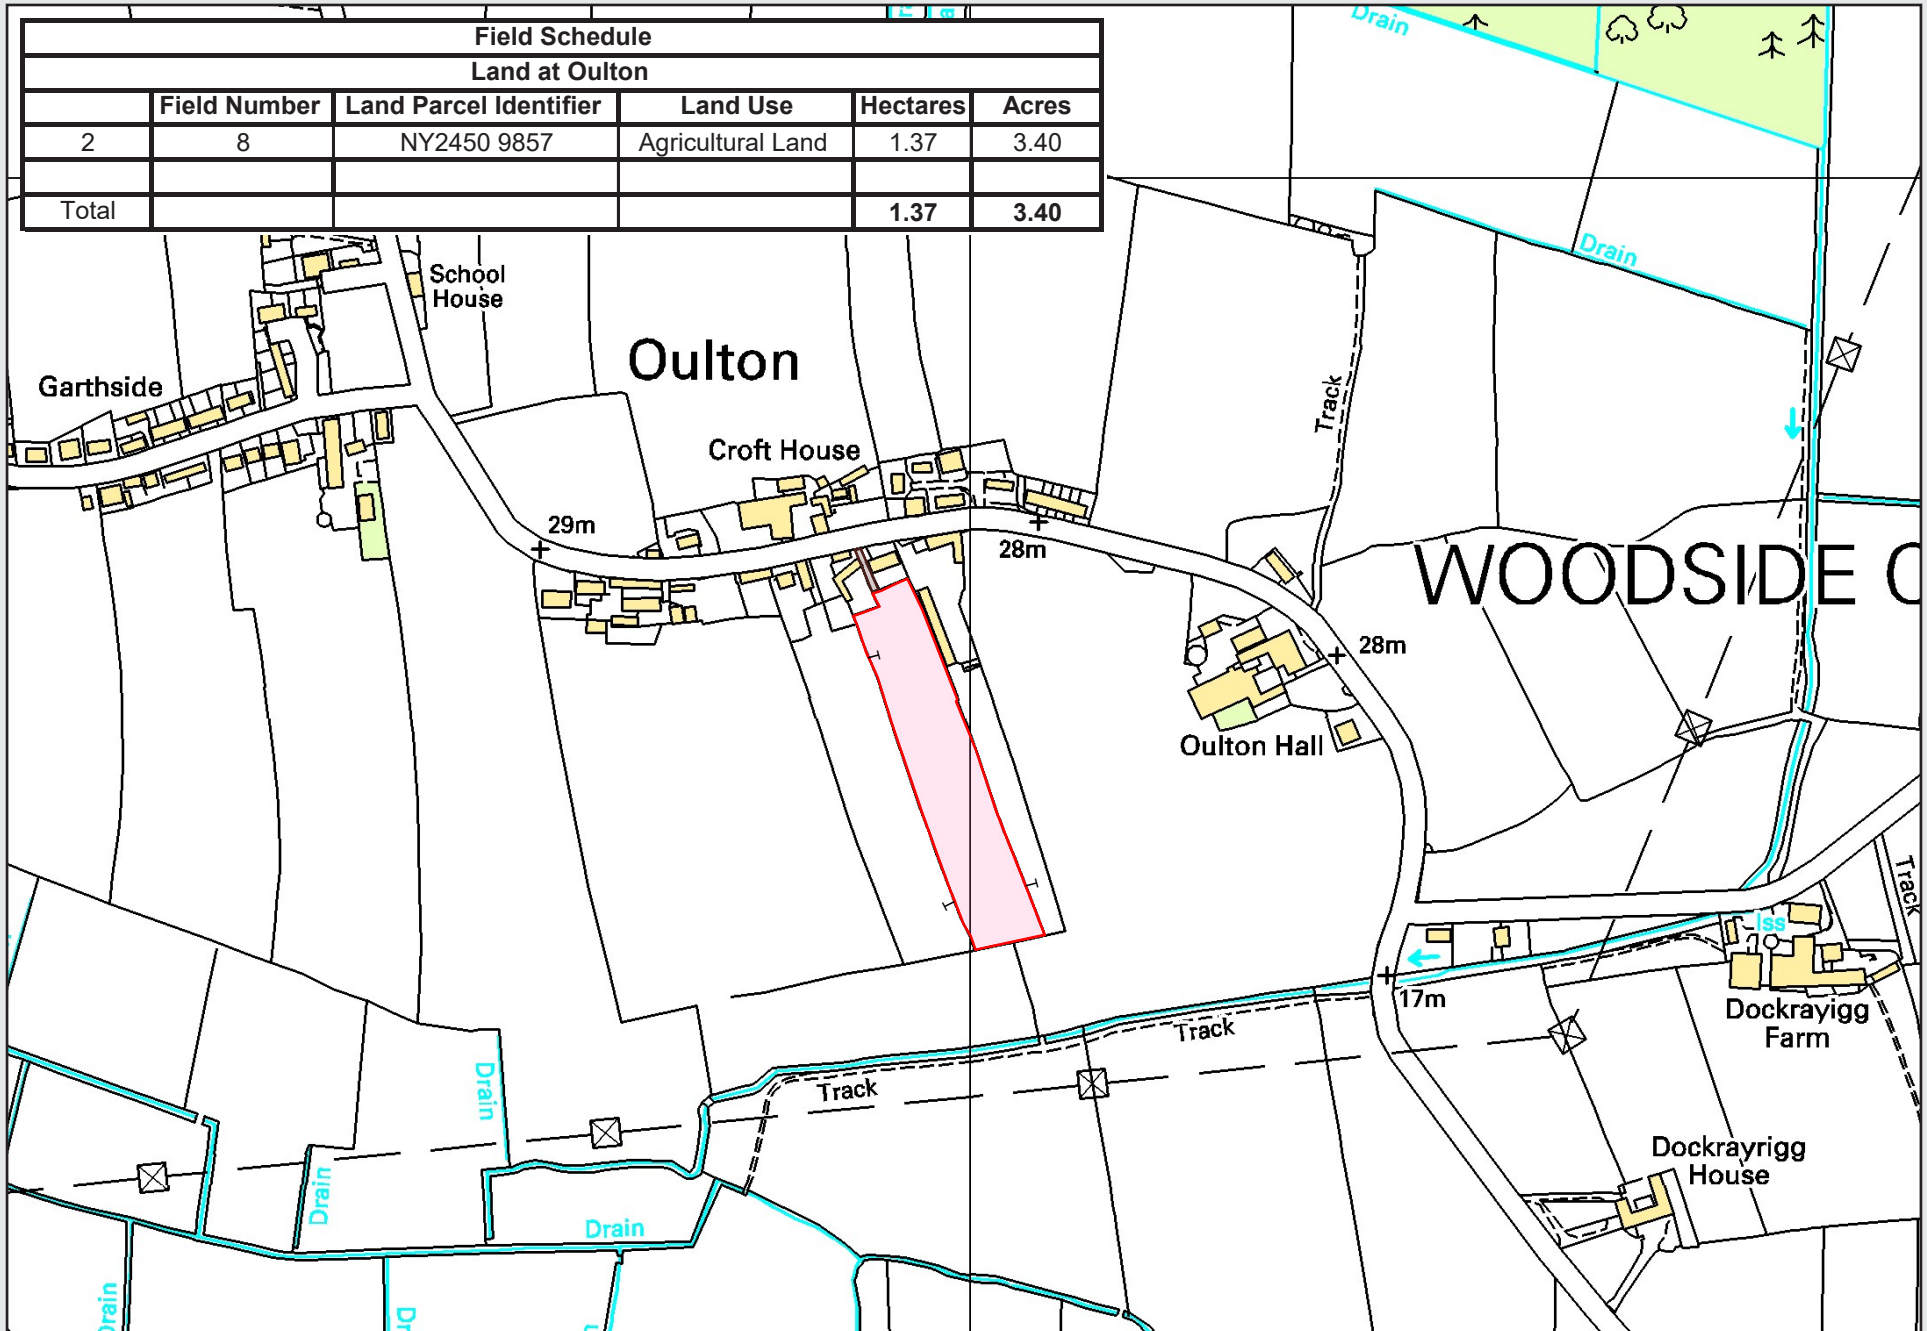 Field Schedule
Land at Oulton
Field Number Land Parcel Identifier Land Use Hectares Acres
2 8 NY2450 9857 Agricultural Land 1.37 3.40
Total 1.37 3.40
Drain
Drain
School
House
Oulton
Garthside
Track
Croft House
29m
28m
WOODSIDE
28m
Oulton Hall
Track
Iss
17m
Dockrayigg
Farm
Track
Track
Drain
Dockrayrigg
House
Drain
Drain
Drain